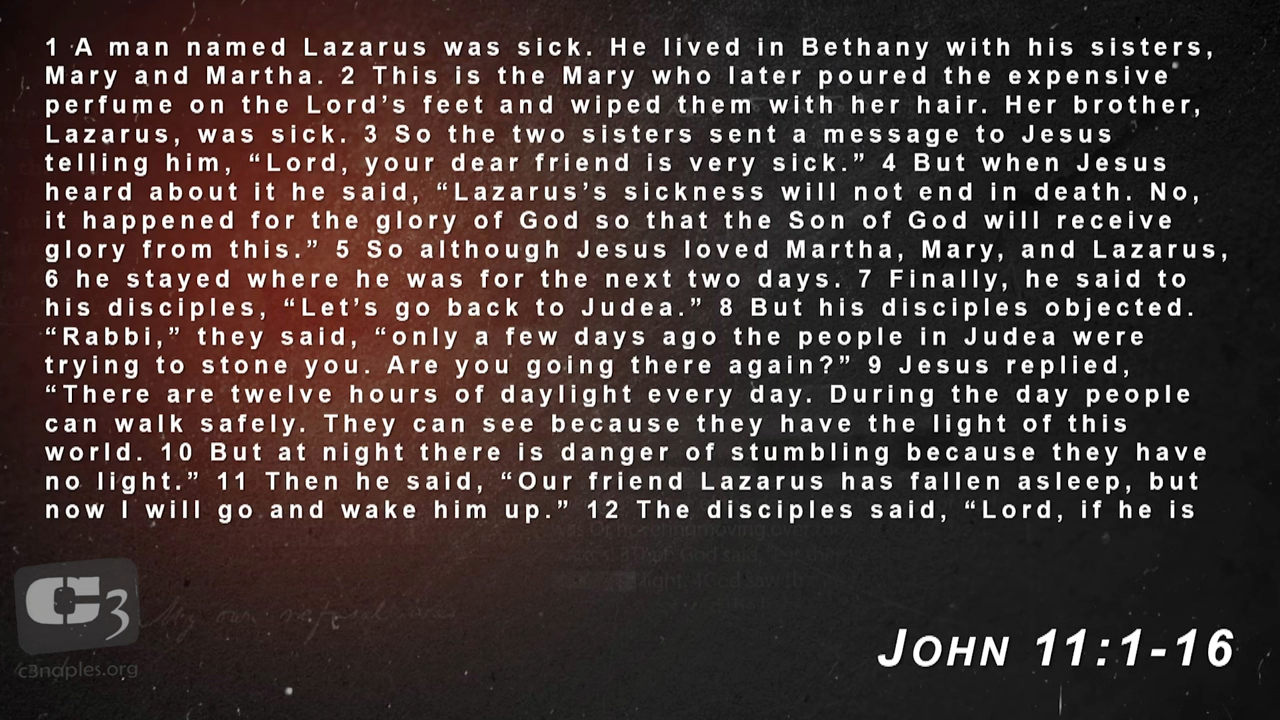 1 A man named Lazarus was sick. He lived in Bethany with his sisters,
Mary and Martha. 2 This is the Mary who later poured the expensive
perfume on the Lord’s feet and wiped them with her hair. Her brother,
Lazarus, was sick. 3 So the two sisters sent a message to Jesus
telling him, “Lord, your dear friend is very sick.” 4 But when Jesus
heard about it he said, “Lazarus’s sickness will not end in death. No,
it happened for the glory of God so that the Son of God will receive
glory from this.” 5 So although Jesus loved Martha, Mary, and Lazarus,
6 he stayed where he was for the next two days. 7 Finally, he said to
his disciples, “Let’s go back to Judea.” 8 But his disciples objected.
“Rabbi,” they said, “only a few days ago the people in Judea were
trying to stone you. Are you going there again?” 9 Jesus replied,
“There are twelve hours of daylight every day. During the day people
can walk safely. They can see because they have the light of this
world. 10 But at night there is danger of stumbling because they have
no light.” 11 Then he said, “Our friend Lazarus has fallen asleep, but
now I will go and wake him up.” 12 The disciples said, “Lord, if he is
moving over
God said,
light.
C3
c3naples.org
JOHN 11:1-16